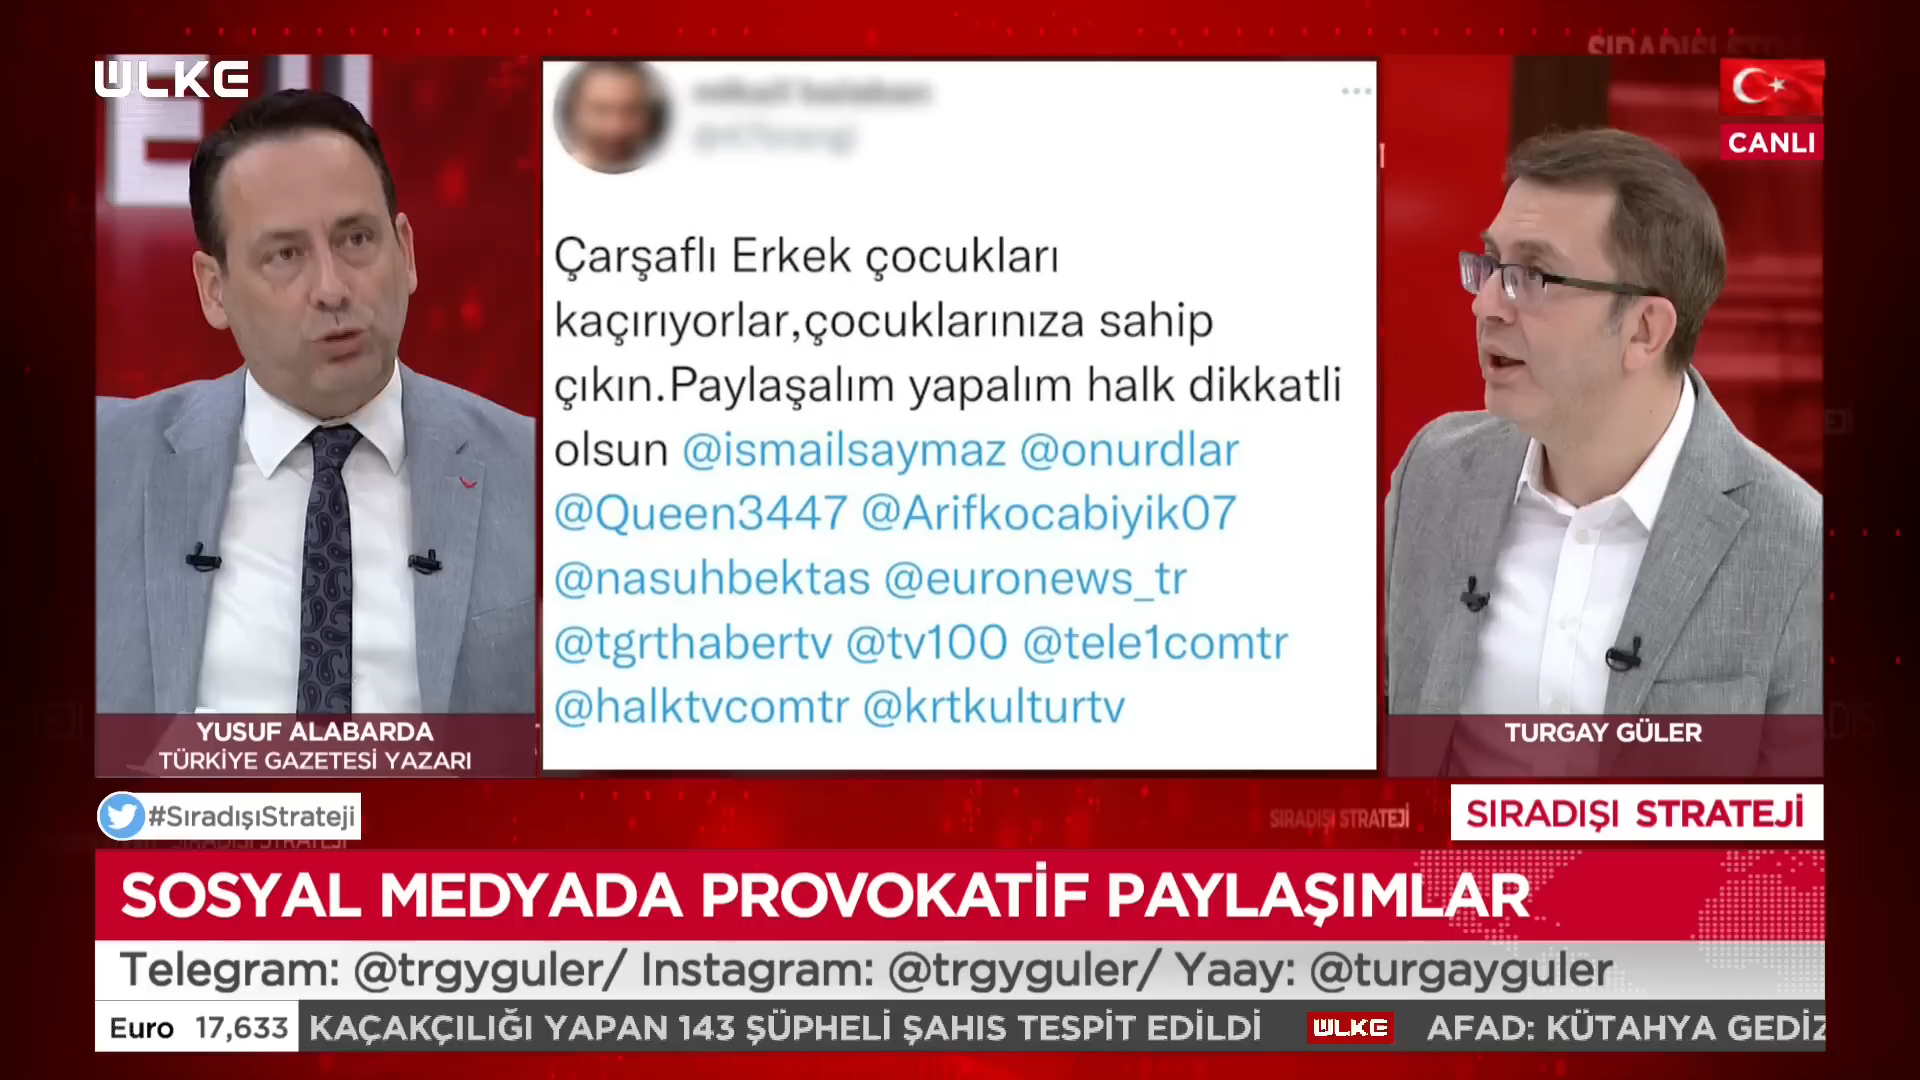 ÜLKE
CANLI
Çarşaflı Erkek çocukları
kaçırıyorlar,çocuklarınıza sahip
çıkın.Paylaşalım yapalım halk dikkatli
olsun @ismailsaymaz @onurdlar
@Queen3447 @Arifkocabiyik07
@nasuhbektas @euronews_tr
@tgrthabertv @tv100 @tele1comtr
@halktvcomtr @krtkulturtv
YUSUF ALABARDA
TÜRKİYE GAZETESİ YAZARI
TURGAY GÜLER
#SıradışıStrateji
SIRADIŞI STRATEJİ
SIRADIŞI STRATEJİ
SOSYAL MEDYADA PROVOKATİF PAYLAŞIMLAR
Telegram: @trgyguler/ Instagram: @trgyguler/ Yaay: @turgayguler
Euro 17,633 KAÇAKÇILIĞI YAPAN 143 ŞÜPHELİ ŞAHIS TESPİT EDİLDİ ÜLKE AFAD: KÜTAHYA GEDİZ